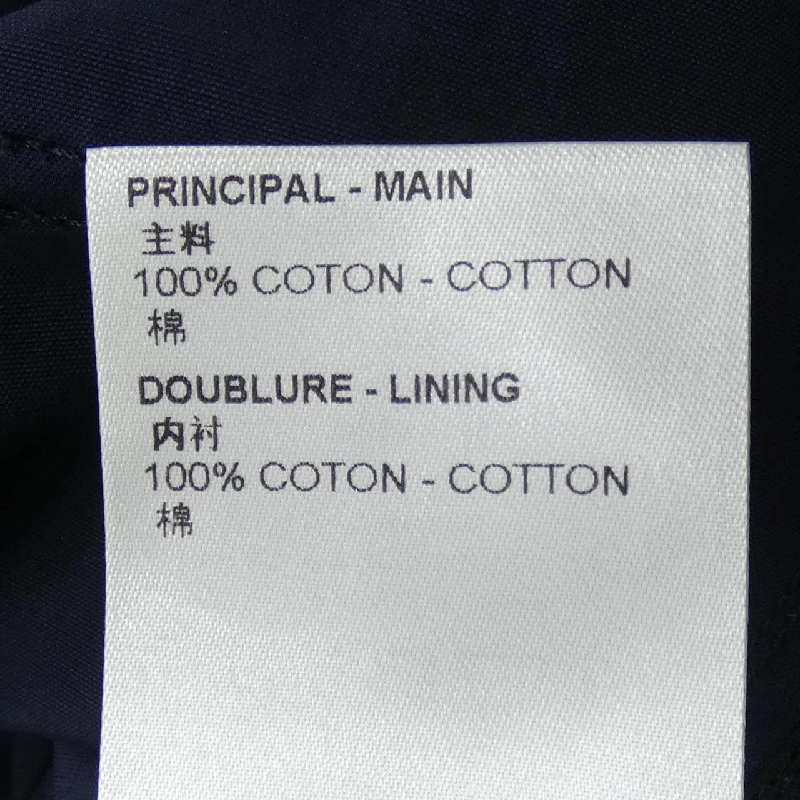 PRINCIPAL - MAIN
主料
100% COTON - COTTON
棉
DOUBLURE - LINING
内衬
100% COTON - COTTON
棉